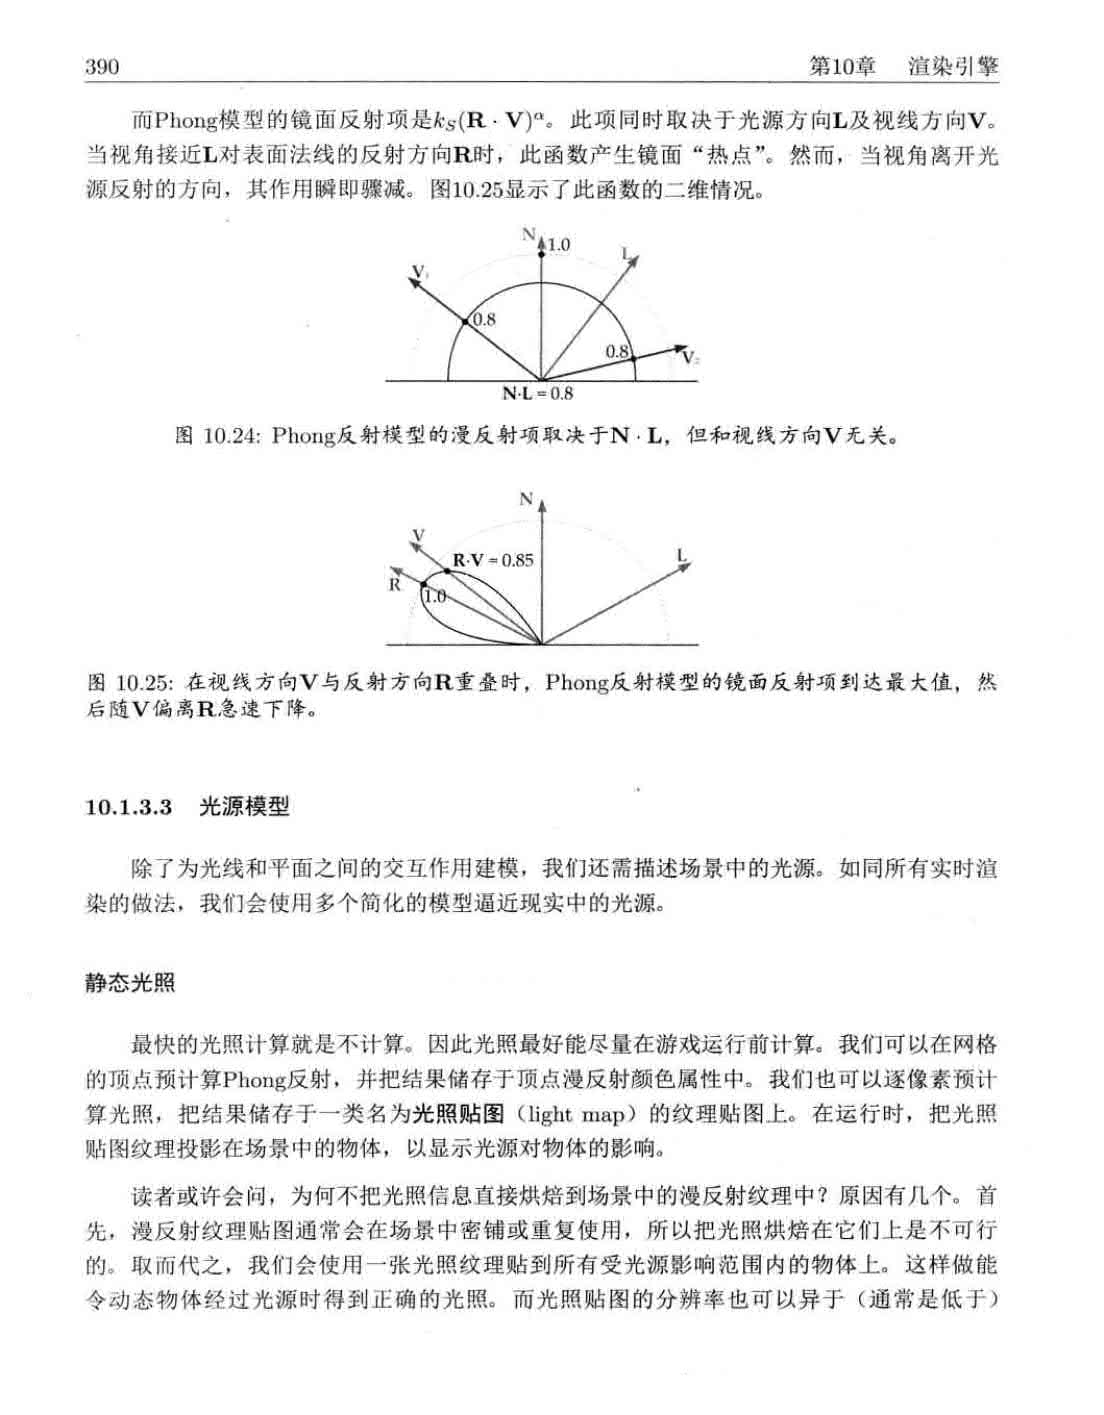 390 第10章 渲染引擎
而Phong模型的镜面反射项是k_S(R · V)^α。此项同时取决于光源方向L及视线方向V。
当视角接近L对表面法线的反射方向R时，此函数产生镜面“热点”。然而，当视角离开光
源反射的方向，其作用瞬即骤减。图10.25显示了此函数的二维情况。
N 1.0 L
V₁
0.8
0.8 V₂
N·L = 0.8
图 10.24: Phong反射模型的漫反射项取决于N · L，但和视线方向V无关。
N
V
R·V = 0.85 L
R
1.0
图 10.25: 在视线方向V与反射方向R重叠时，Phong反射模型的镜面反射项到达最大值，然
后随V偏离R急速下降。
10.1.3.3 光源模型
除了为光线和平面之间的交互作用建模，我们还需描述场景中的光源。如同所有实时渲
染的做法，我们会使用多个简化的模型逼近现实中的光源。
静态光照
最快的光照计算就是不计算。因此光照最好能尽量在游戏运行前计算。我们可以在网格
的顶点预计算Phong反射，并把结果储存于顶点漫反射颜色属性中。我们也可以逐像素预计
算光照，把结果储存于一类名为光照贴图（light map）的纹理贴图上。在运行时，把光照
贴图纹理投影在场景中的物体，以显示光源对物体的影响。
读者或许会问，为何不把光照信息直接烘焙到场景中的漫反射纹理中？原因有几个。首
先，漫反射纹理贴图通常会在场景中密铺或重复使用，所以把光照烘焙在它们上是不可行
的。取而代之，我们会使用一张光照纹理贴到所有受光源影响范围内的物体上。这样做能
令动态物体经过光源时得到正确的光照。而光照贴图的分辨率也可以异于（通常是低于）